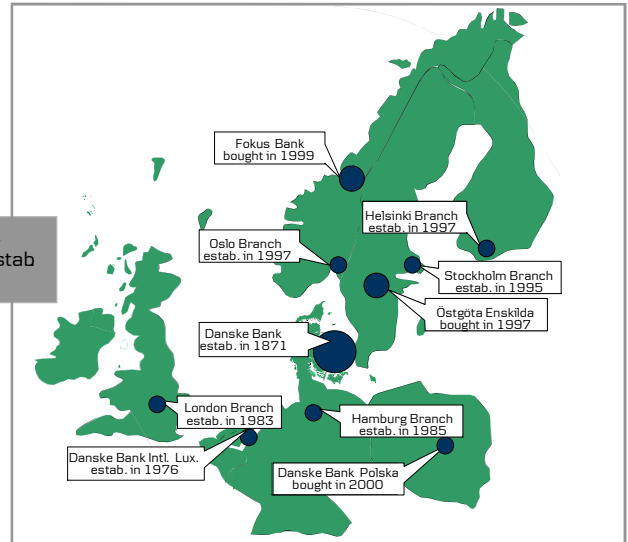 Fokus Bank
bought in 1999
Helsinki Branch
estab. in 1997
stab
Oslo Branch
estab. in 1997
Stockholm Branch
estab. in 1995
Östgöta Enskilda
bought in 1997
Danske Bank
estab. in 1871
London Branch
estab. in 1983
Hamburg Branch
estab. in 1985
Danske Bank Intl. Lux.
estab. in 1976
Danske Bank Polska
bought in 2000